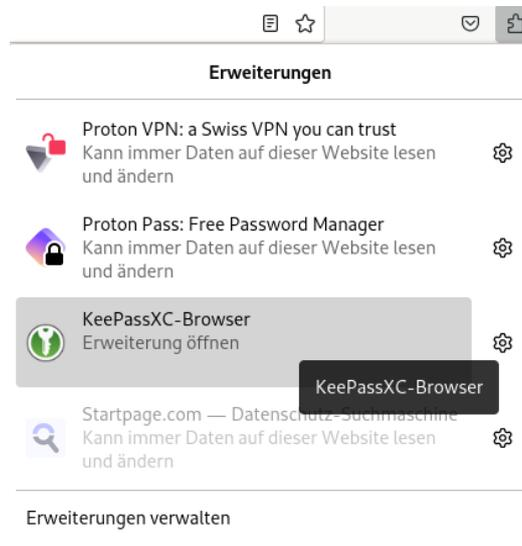 Erweiterungen
Proton VPN: a Swiss VPN you can trust
Kann immer Daten auf dieser Website lesen
und ändern
Proton Pass: Free Password Manager
Kann immer Daten auf dieser Website lesen
und ändern
KeePassXC-Browser
Erweiterung öffnen
KeePassXC-Browser
Startpage.com — Datenschutz-Suchmaschine
Kann immer Daten auf dieser Website lesen
und ändern
Erweiterungen verwalten